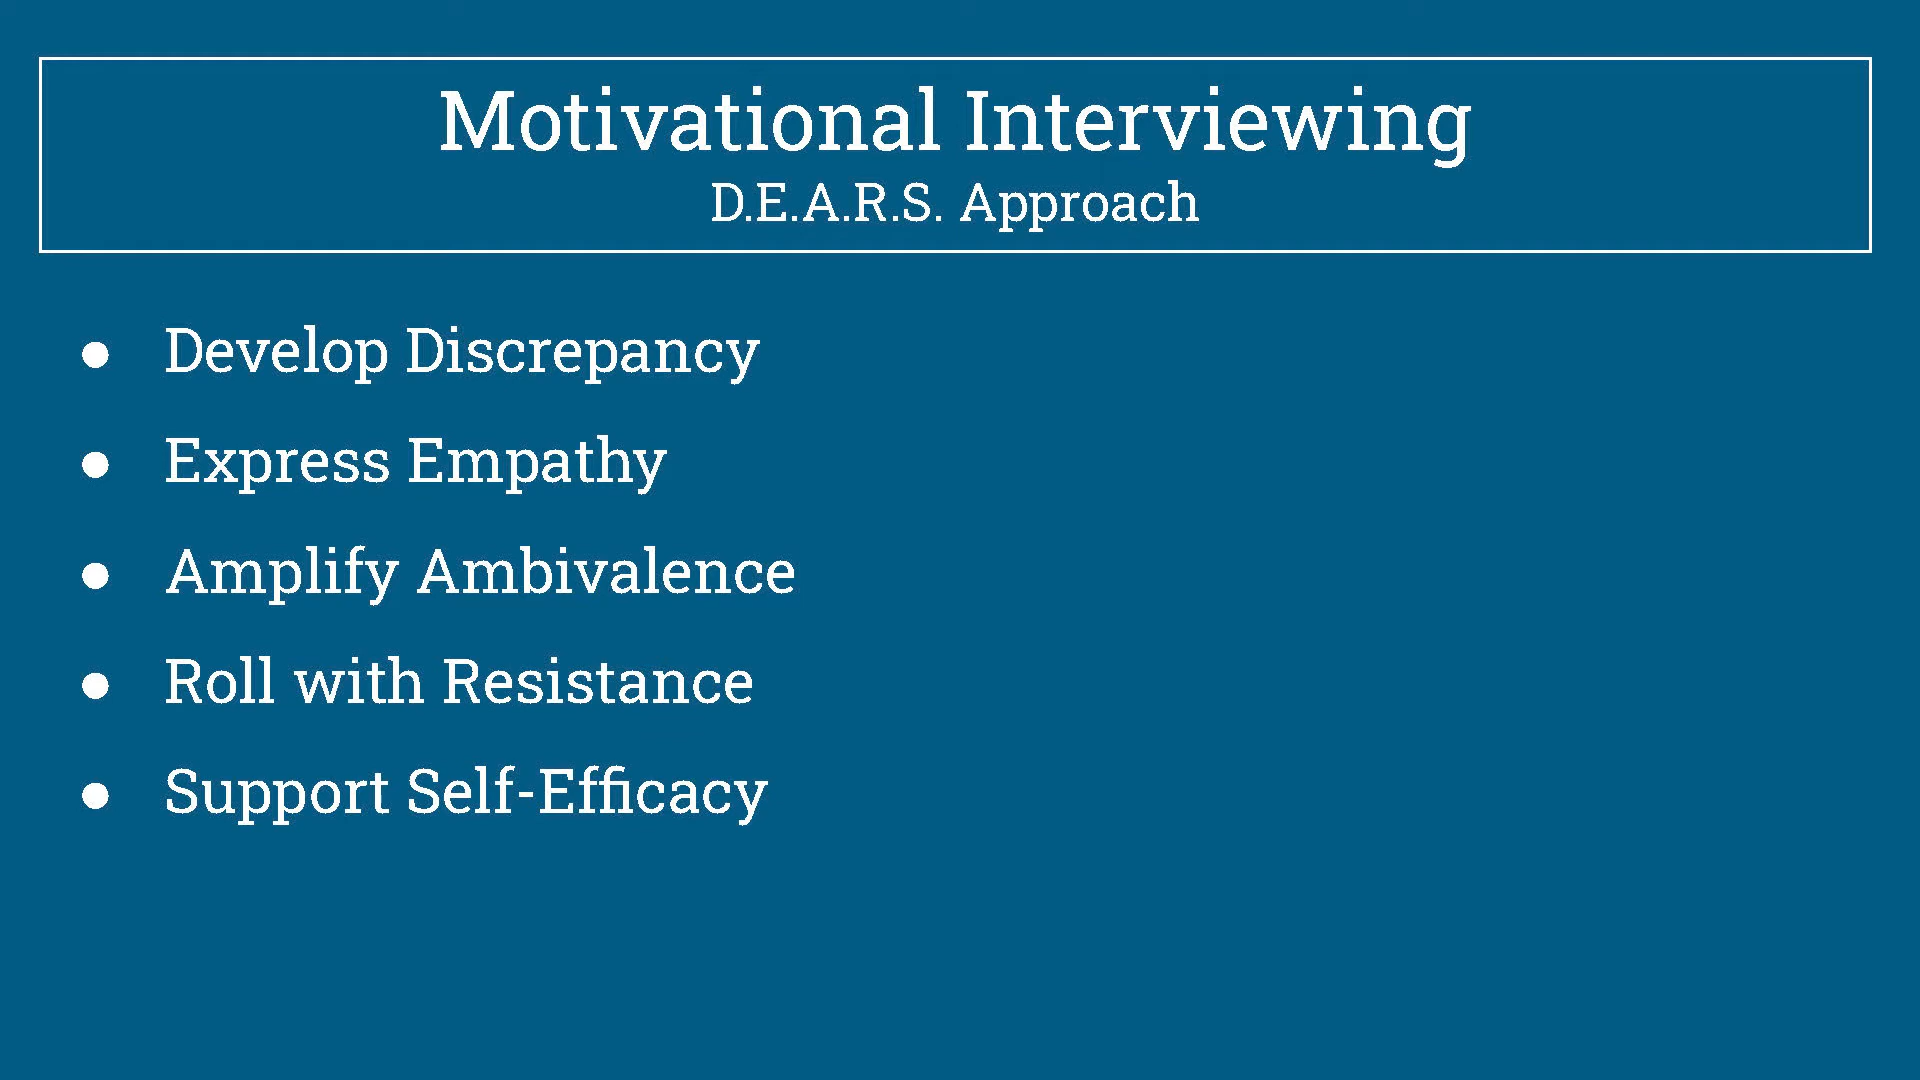 Motivational Interviewing
D.E.A.R.S. Approach
● Develop Discrepancy
● Express Empathy
● Amplify Ambivalence
● Roll with Resistance
● Support Self-Efficacy